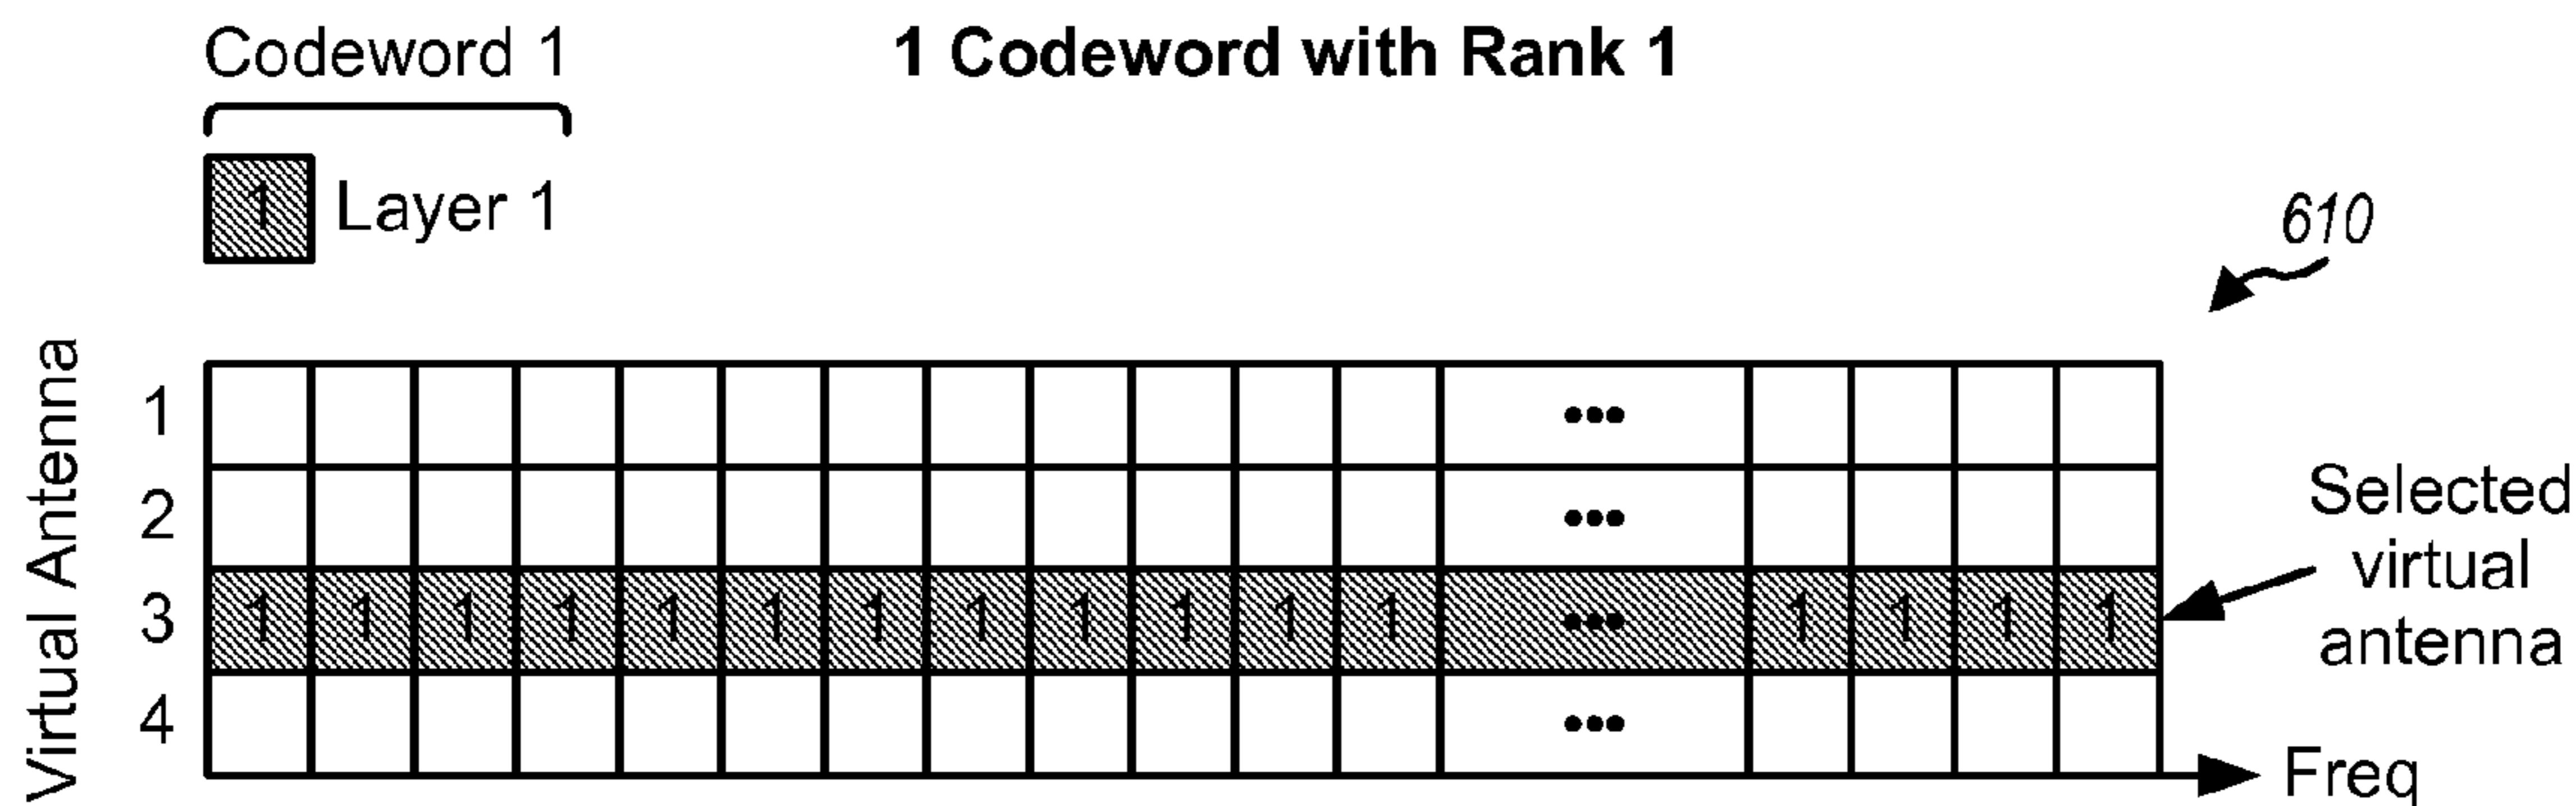 Codeword 1
1 Codeword with Rank 1
1 Layer 1
610
Virtual Antenna
1 •••
2 •••
3 1 1 1 1 1 1 1 1 1 1 1 1 ••• 1 1 1 1
4 •••
Selected
virtual
antenna
Freq